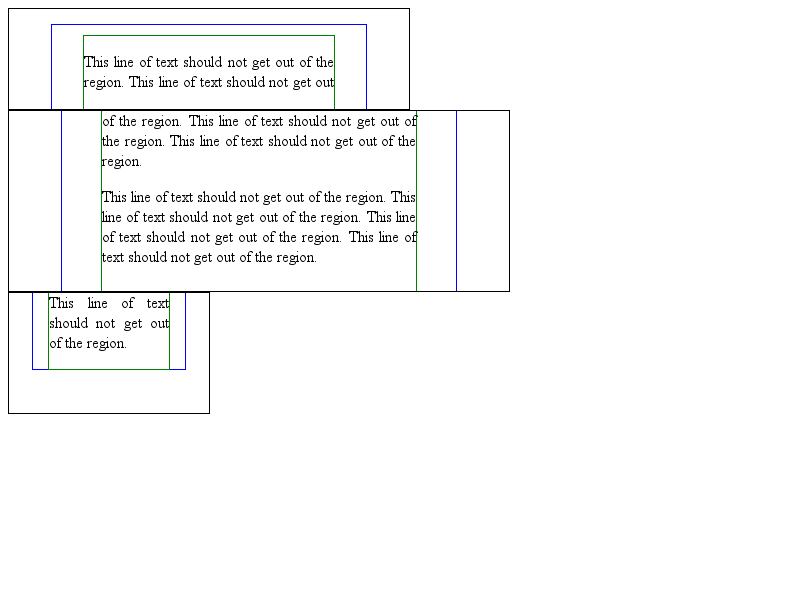 This line of text should not get out of the
region. This line of text should not get out
of the region. This line of text should not get out of
the region. This line of text should not get out of the
region.
This line of text should not get out of the region. This
line of text should not get out of the region. This line
of text should not get out of the region. This line of
text should not get out of the region.
This line of text
should not get out
of the region.